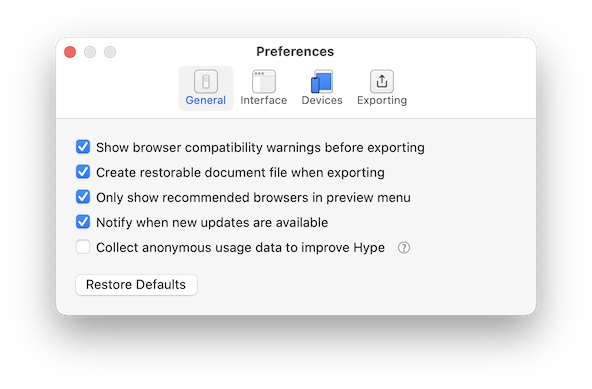 Preferences
General Interface Devices Exporting
Show browser compatibility warnings before exporting
Create restorable document file when exporting
Only show recommended browsers in preview menu
Notify when new updates are available
Collect anonymous usage data to improve Hype ?
Restore Defaults